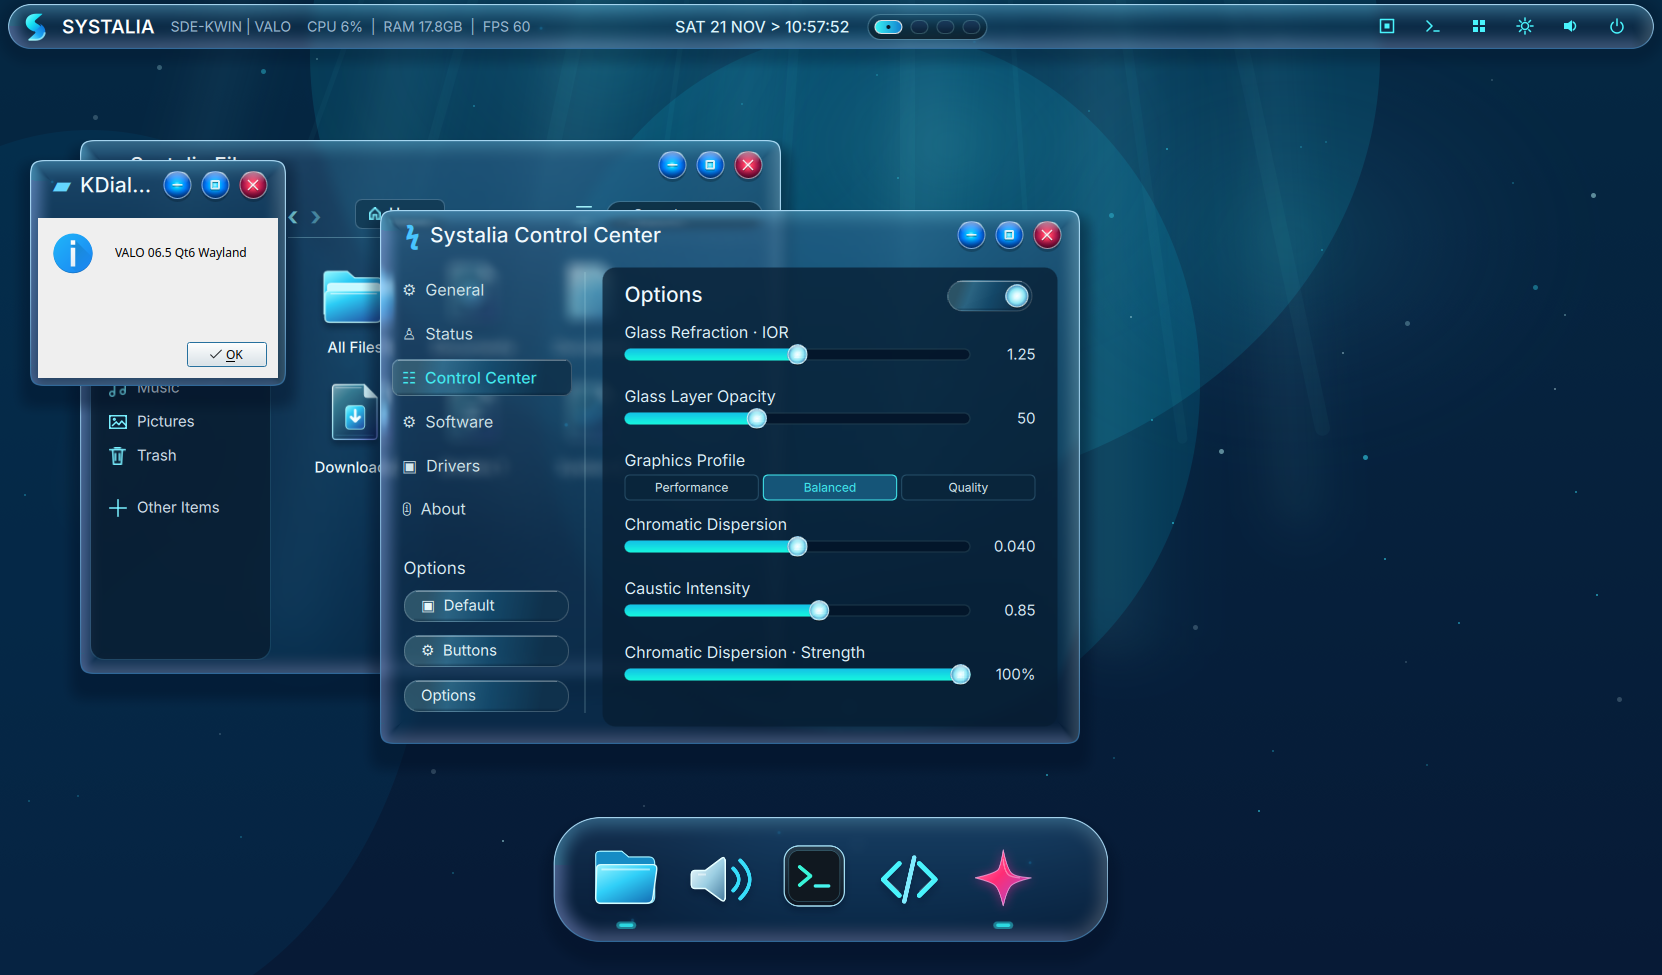 SYSTALIA SDE-KWIN | VALO CPU 6% | RAM 17.8GB | FPS 60
SAT 21 NOV > 10:57:52
KDial...
VALO 06.5 Qt6 Wayland
OK
Music
Pictures
Trash
Other Items
All Files
Systalia Control Center
General
Status
Control Center
Software
Drivers
About
Options
Default
Buttons
Options
Options
Glass Refraction · IOR
1.25
Glass Layer Opacity
50
Graphics Profile
Performance Balanced Quality
Chromatic Dispersion
0.040
Caustic Intensity
0.85
Chromatic Dispersion · Strength
100%